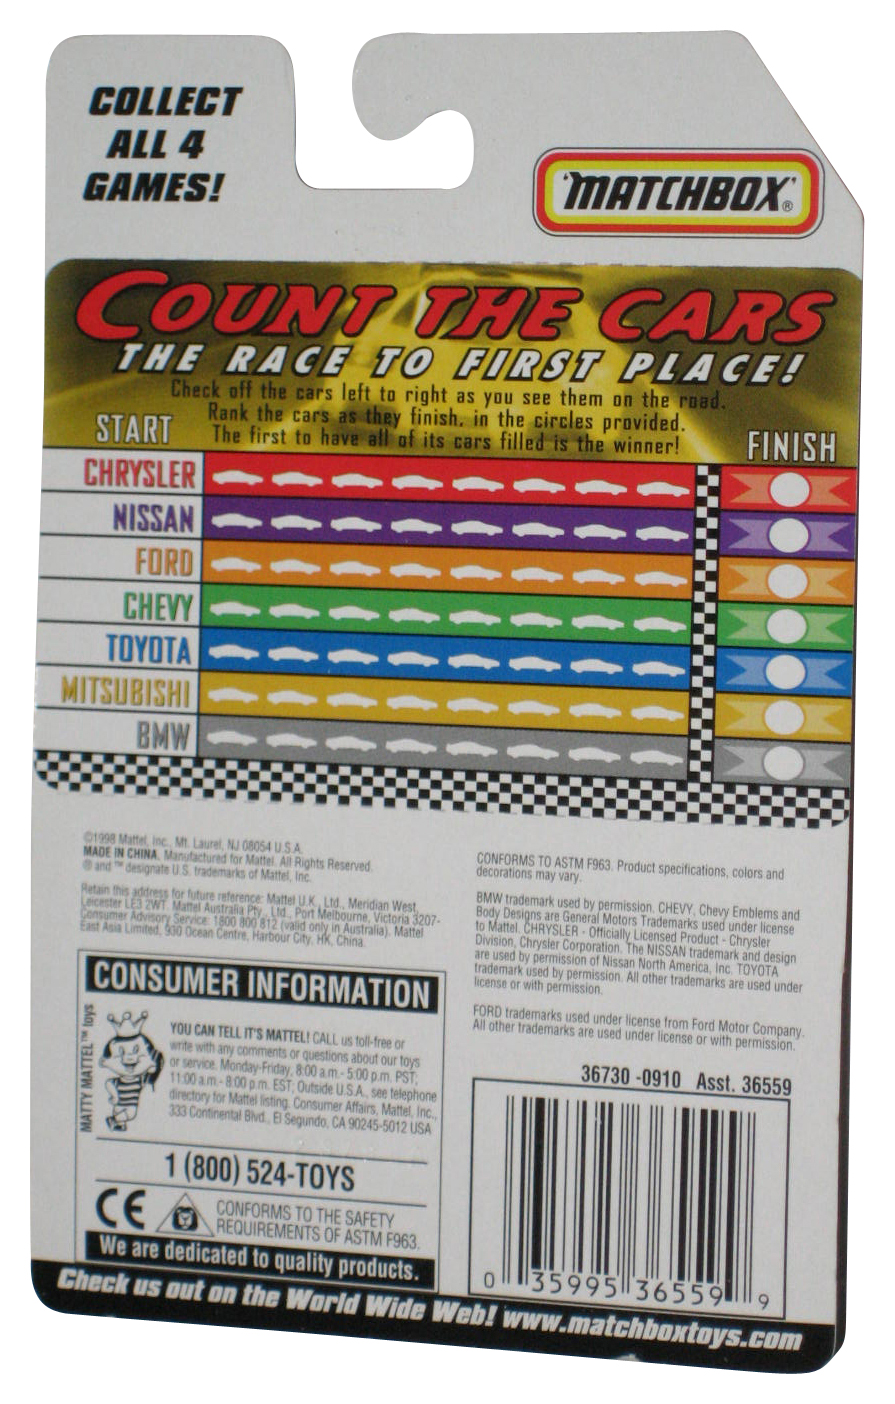 COLLECT
ALL 4
GAMES!
"MATCHBOX"®
COUNT THE CARS
THE RACE TO FIRST PLACE!
Check off the cars left to right as you see them on the road.
Rank the cars as they finish, in the circles provided.
The first to have all of its cars filled is the winner!
START
FINISH
CHRYSLER
NISSAN
FORD
CHEVY
TOYOTA
MITSUBISHI
BMW
©1998 Mattel, Inc., Mt. Laurel, NJ 08054 U.S.A.
MADE IN CHINA. Manufactured for Mattel. All Rights Reserved.
® and ™ designate U.S. trademarks of Mattel, Inc.
Retain this address for future reference: Mattel U.K., Ltd., Meridian West,
Leicester LE3 2WT. Mattel Australia Pty., Ltd., Port Melbourne, Victoria 3207-
Consumer Advisory Service: 1800 800 812 (valid only in Australia). Mattel
East Asia Limited, 930 Ocean Centre, Harbour City, HK, China.
CONSUMER INFORMATION
MATTY MATTEL™ toys
YOU CAN TELL IT'S MATTEL! CALL us toll-free or
write with any comments or questions about our toys
or service. Monday-Friday, 8:00 a.m.- 5:00 p.m. PST;
11:00 a.m.- 8:00 p.m. EST; Outside U.S.A., see telephone
directory for Mattel listing. Consumer Affairs, Mattel, Inc.,
333 Continental Blvd., El Segundo, CA 90245-5012 USA
1 (800) 524-TOYS
CE
CONFORMS TO THE SAFETY
REQUIREMENTS OF ASTM F963.
We are dedicated to quality products.
CONFORMS TO ASTM F963. Product specifications, colors and
decorations may vary.
BMW trademark used by permission. CHEVY, Chevy Emblems and
Body Designs are General Motors Trademarks used under license
to Mattel. CHRYSLER - Officially Licensed Product - Chrysler
Division, Chrysler Corporation. The NISSAN trademark and design
are used by permission of Nissan North America, Inc. TOYOTA
trademark used by permission. All other trademarks are used under
license or with permission.
FORD trademarks used under license from Ford Motor Company.
All other trademarks are used under license or with permission.
36730 -0910 Asst. 36559
0 35995 36559 9
Check us out on the World Wide Web! www.matchboxtoys.com